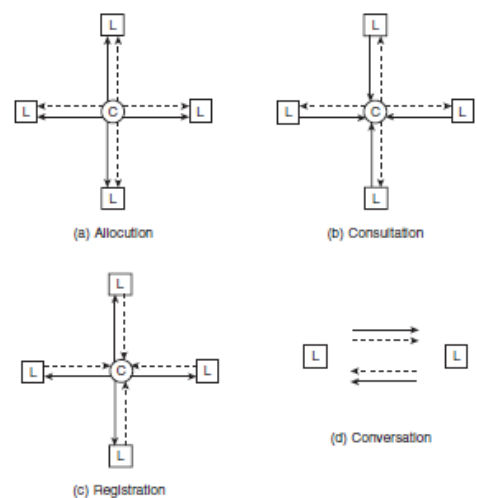 L
L
L C L
L C L
L
L
(a) Allocution
(b) Consultation
L
L C L
L L
L
(d) Conversation
(c) Registration